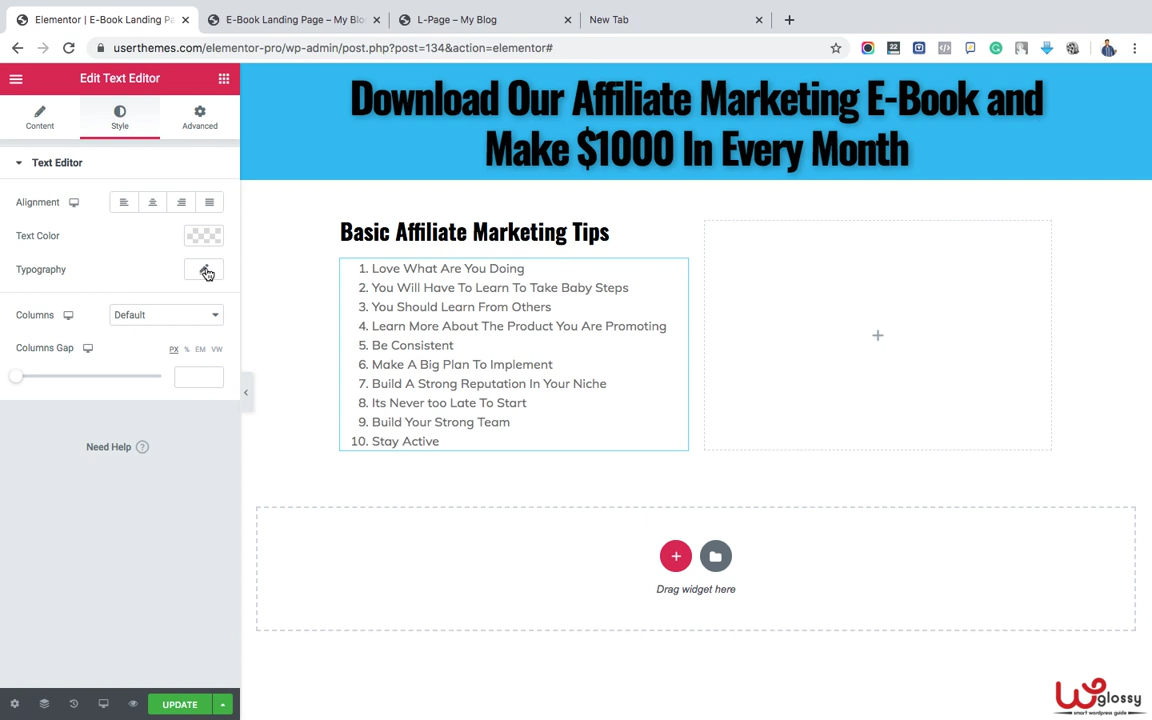 Elementor | E-Book Landing Pa
E-Book Landing Page – My Blo
L-Page – My Blog
New Tab
userthemes.com/elementor-pro/wp-admin/post.php?post=134&action=elementor#
22
Edit Text Editor
Content
Style
Advanced
Text Editor
Alignment
Text Color
Typography
Columns
Default
Columns Gap
PX % EM VW
Need Help ?
UPDATE
Download Our Affiliate Marketing E-Book and
Make $1000 In Every Month
Basic Affiliate Marketing Tips
1. Love What Are You Doing
2. You Will Have To Learn To Take Baby Steps
3. You Should Learn From Others
4. Learn More About The Product You Are Promoting
5. Be Consistent
6. Make A Big Plan To Implement
7. Build A Strong Reputation In Your Niche
8. Its Never too Late To Start
9. Build Your Strong Team
10. Stay Active
Drag widget here
glossy
smart wordpress guide